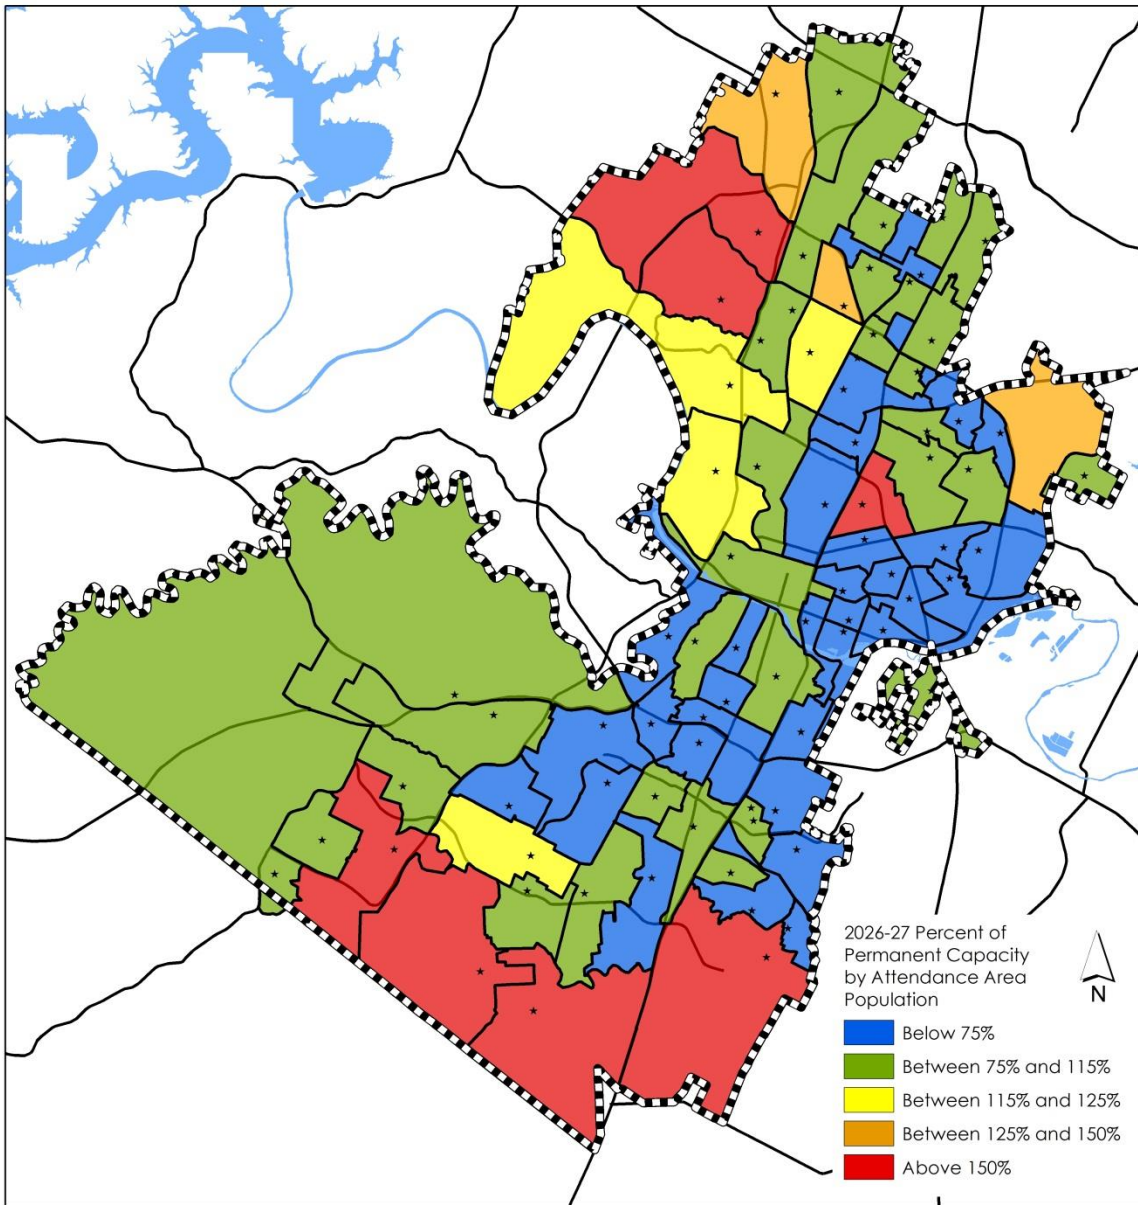 2026-27 Percent of
Permanent Capacity
by Attendance Area
Population
N
Below 75%
Between 75% and 115%
Between 115% and 125%
Between 125% and 150%
Above 150%